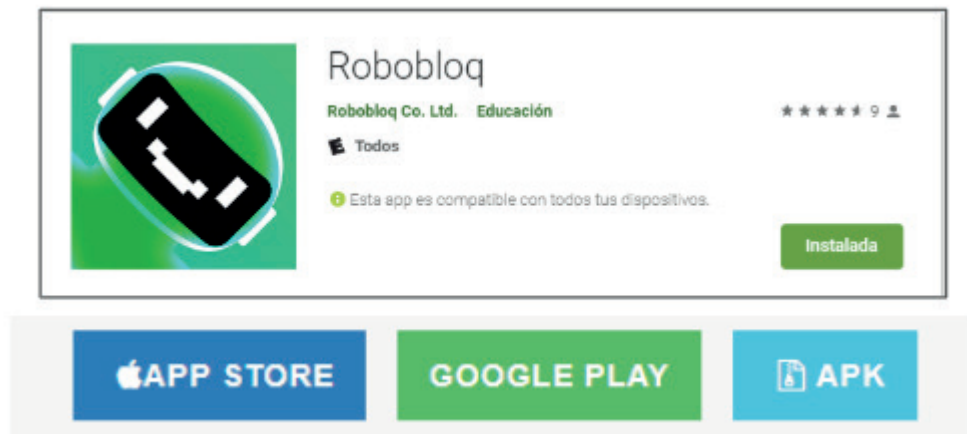 Robobloq
Robobloq Co. Ltd. Educación
9
E Todos
Esta app es compatible con todos tus dispositivos.
Instalada
APP STORE
GOOGLE PLAY
APK